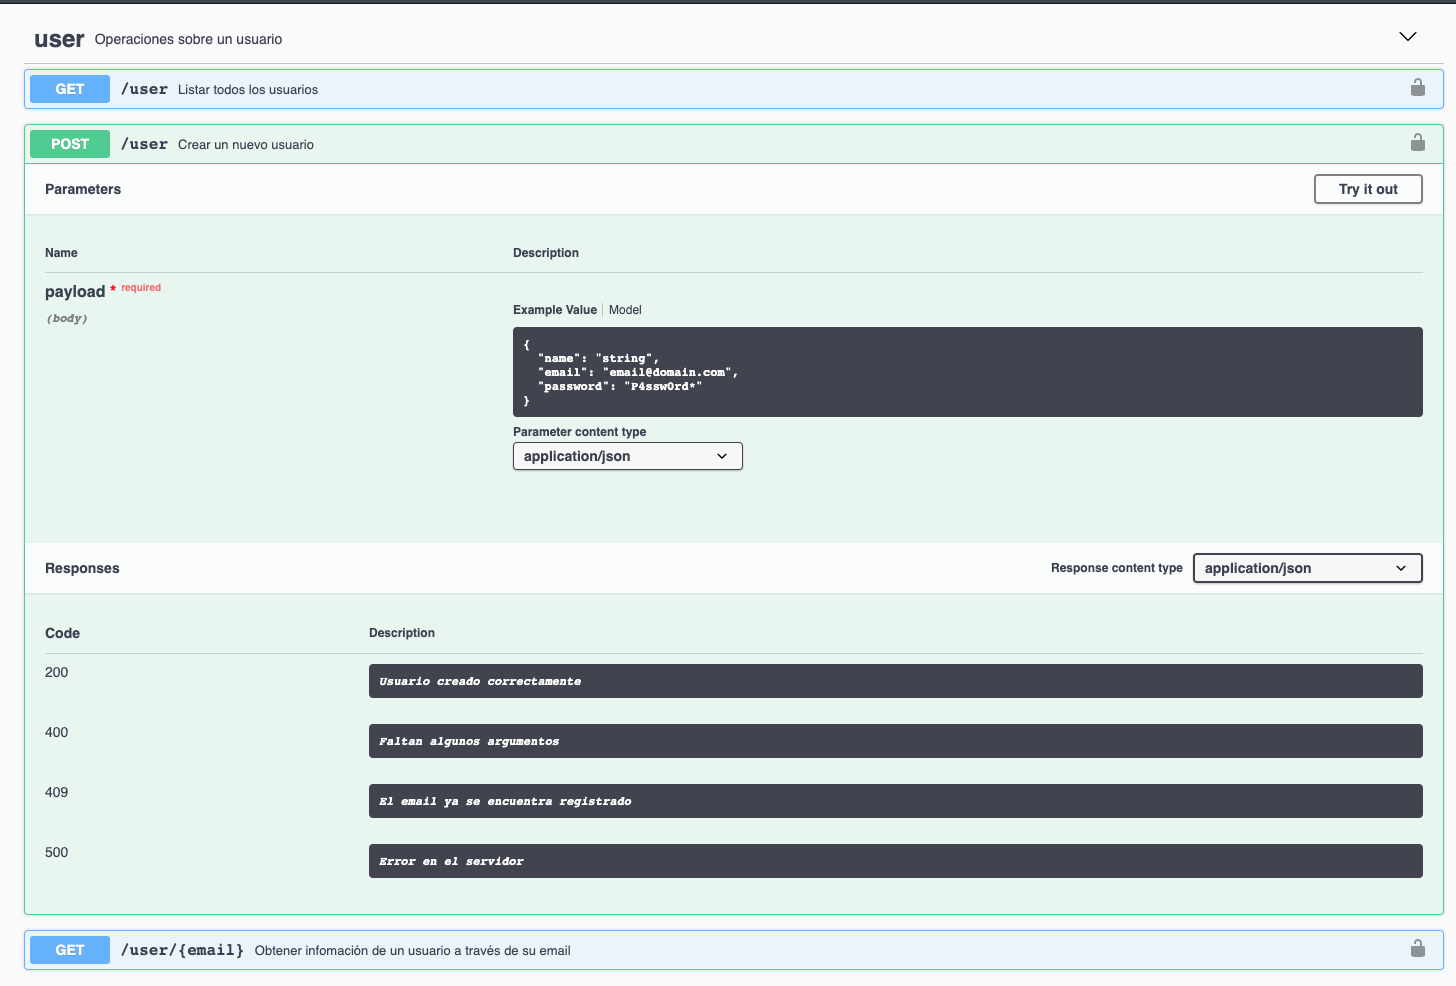 user Operaciones sobre un usuario
GET /user Listar todos los usuarios
POST /user Crear un nuevo usuario
Parameters Try it out
Name Description
payload * required
(body)
Example Value Model
{
"name": "string",
"email": "email@domain.com",
"password": "P4ssw0rd*"
}
Parameter content type
application/json
Responses Response content type application/json
Code Description
200 Usuario creado correctamente
400 Faltan algunos argumentos
409 El email ya se encuentra registrado
500 Error en el servidor
GET /user/{email} Obtener infomación de un usuario a través de su email